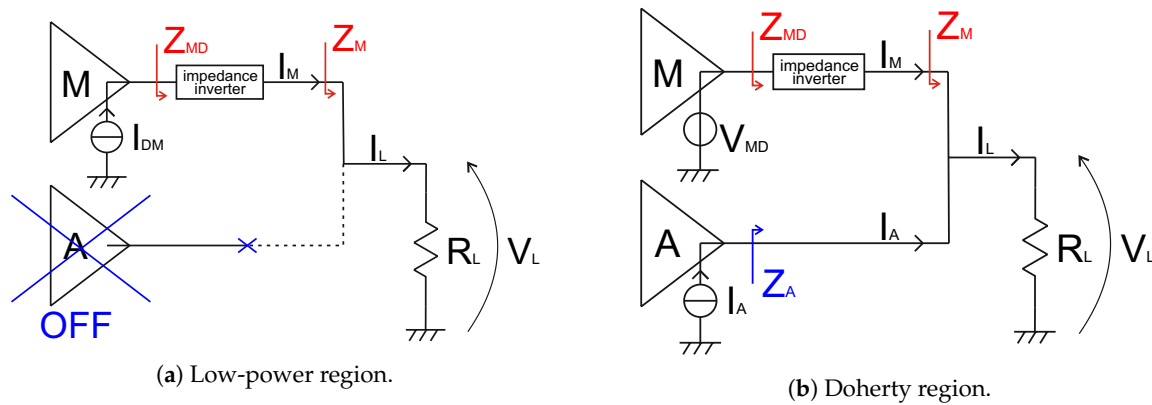 Z_MD
Z_M
M
impedance
inverter
I_M
I_DM
I_L
A
R_L
V_L
OFF
(a) Low-power region.
Z_MD
Z_M
M
impedance
inverter
I_M
V_MD
I_L
A
I_A
Z_A
I_A
R_L
V_L
(b) Doherty region.